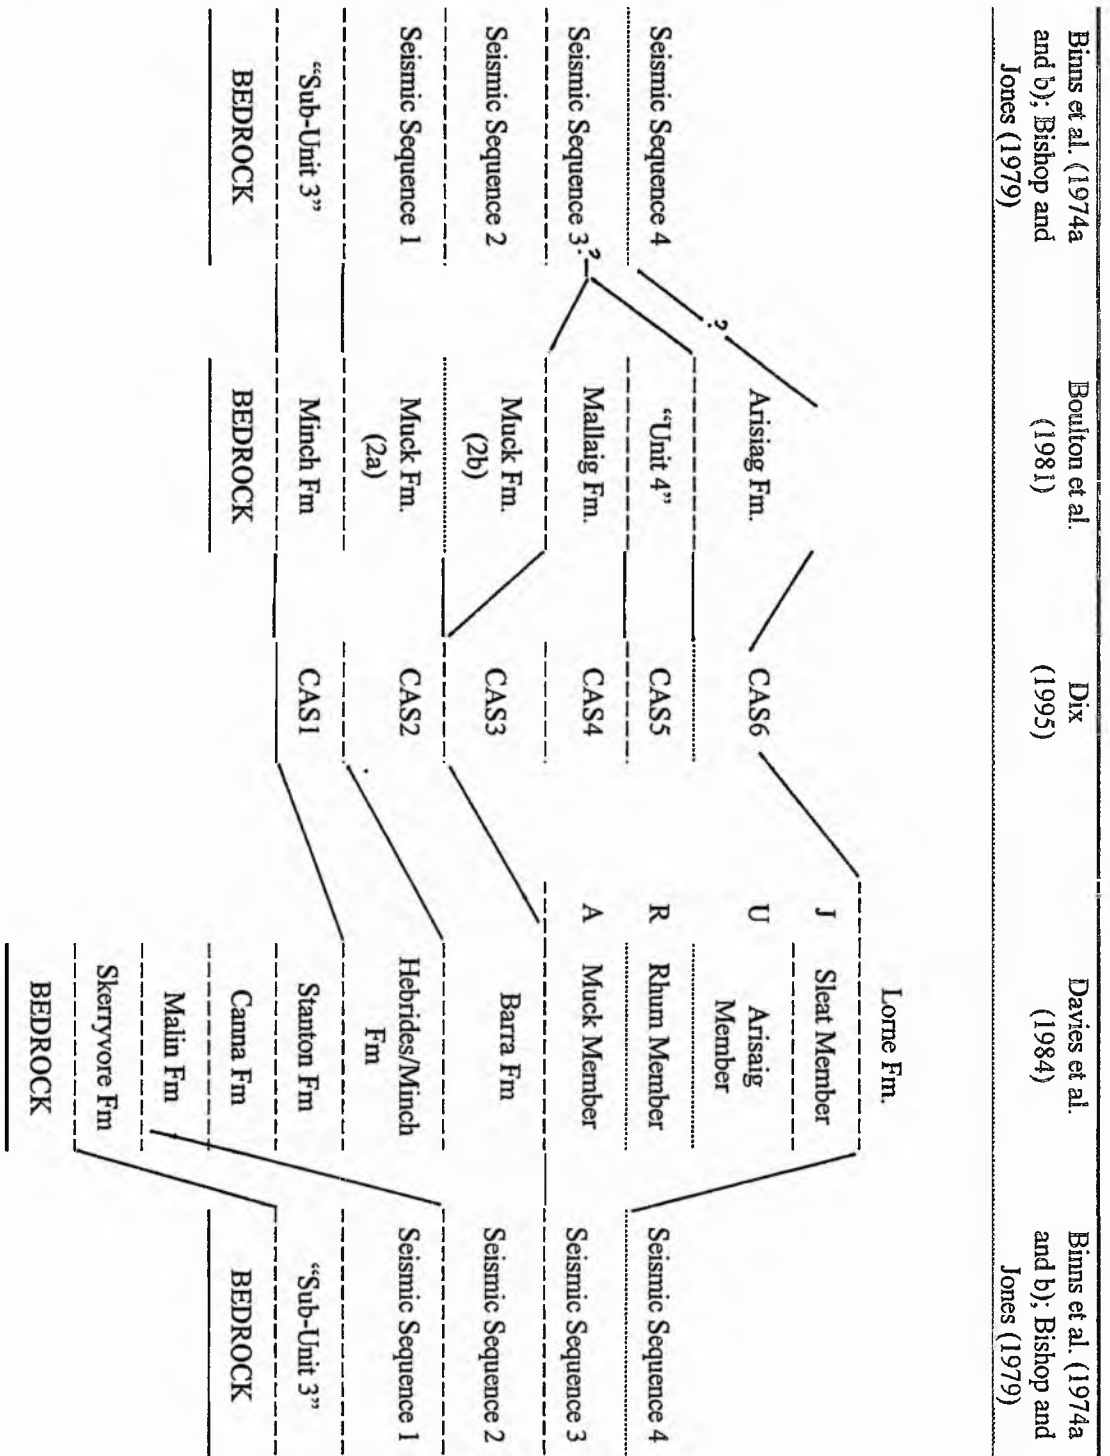 Binns et al. (1974a
and b); Bishop and
Jones (1979)
Boulton et al.
(1981)
Dix
(1995)
Davies et al.
(1984)
Binns et al. (1974a
and b); Bishop and
Jones (1979)
Seismic Sequence 4
Seismic Sequence 3
?
Seismic Sequence 2
Seismic Sequence 1
“Sub-Unit 3”
BEDROCK
?
Arisiag Fm.
“Unit 4”
Mallaig Fm.
Muck Fm.
(2b)
Muck Fm.
(2a)
Minch Fm
BEDROCK
CAS6
CAS5
CAS4
CAS3
CAS2
CAS1
Lorne Fm.
J Sleat Member
U Arisaig
Member
R Rhum Member
A Muck Member
Barra Fm
Hebrides/Minch
Fm
Stanton Fm
Canna Fm
Malin Fm
Skerryvore Fm
BEDROCK
Seismic Sequence 4
Seismic Sequence 3
Seismic Sequence 2
Seismic Sequence 1
“Sub-Unit 3”
BEDROCK